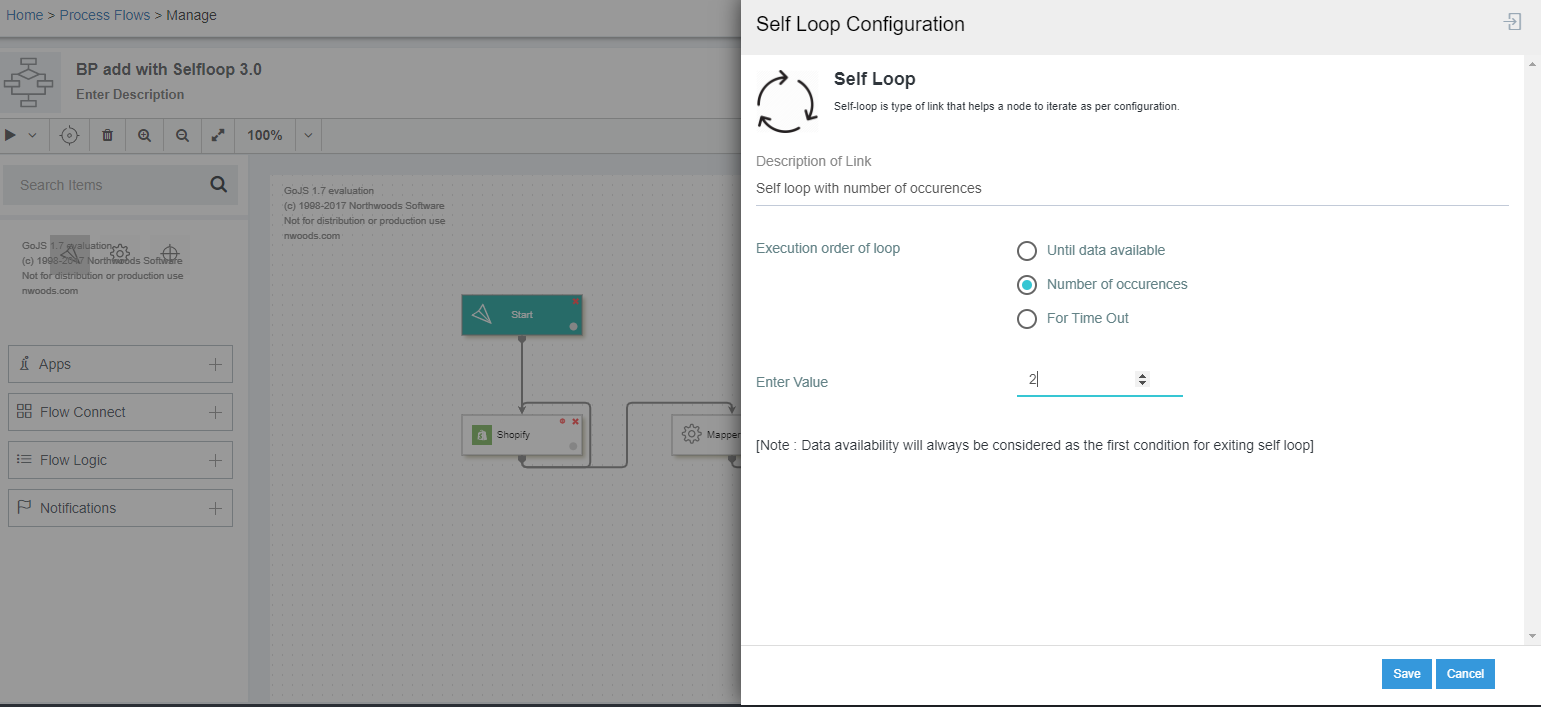 Home > Process Flows > Manage
BP add with Selfloop 3.0
Enter Description
100%
Search Items
GoJS 1.7 evaluation
(c) 1998-2017 Northwoods Software
Not for distribution or production use
nwoods.com
Apps
Flow Connect
Flow Logic
Notifications
GoJS 1.7 evaluation
(c) 1998-2017 Northwoods Software
Not for distribution or production use
nwoods.com
Start
Shopify
Mapper
Self Loop Configuration
Self Loop
Self-loop is type of link that helps a node to iterate as per configuration.
Description of Link
Self loop with number of occurences
Execution order of loop
Until data available
Number of occurences
For Time Out
Enter Value
2
[Note : Data availability will always be considered as the first condition for exiting self loop]
Save
Cancel